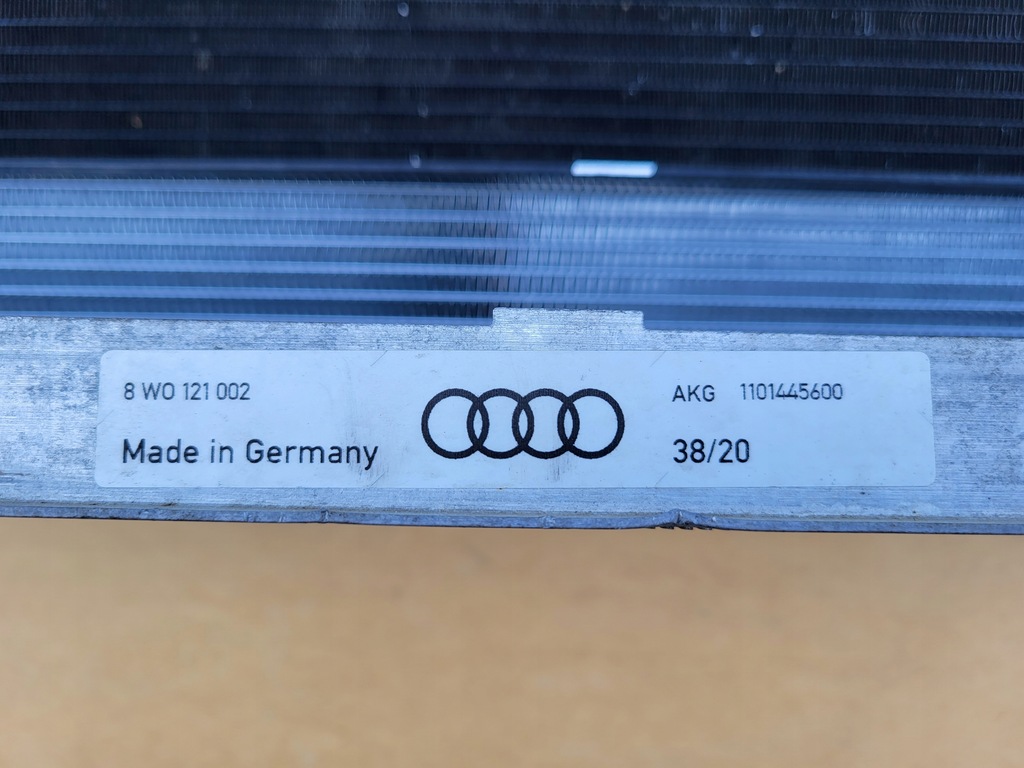 8 W0 121 002
AKG 1101445600
Made in Germany
38/20